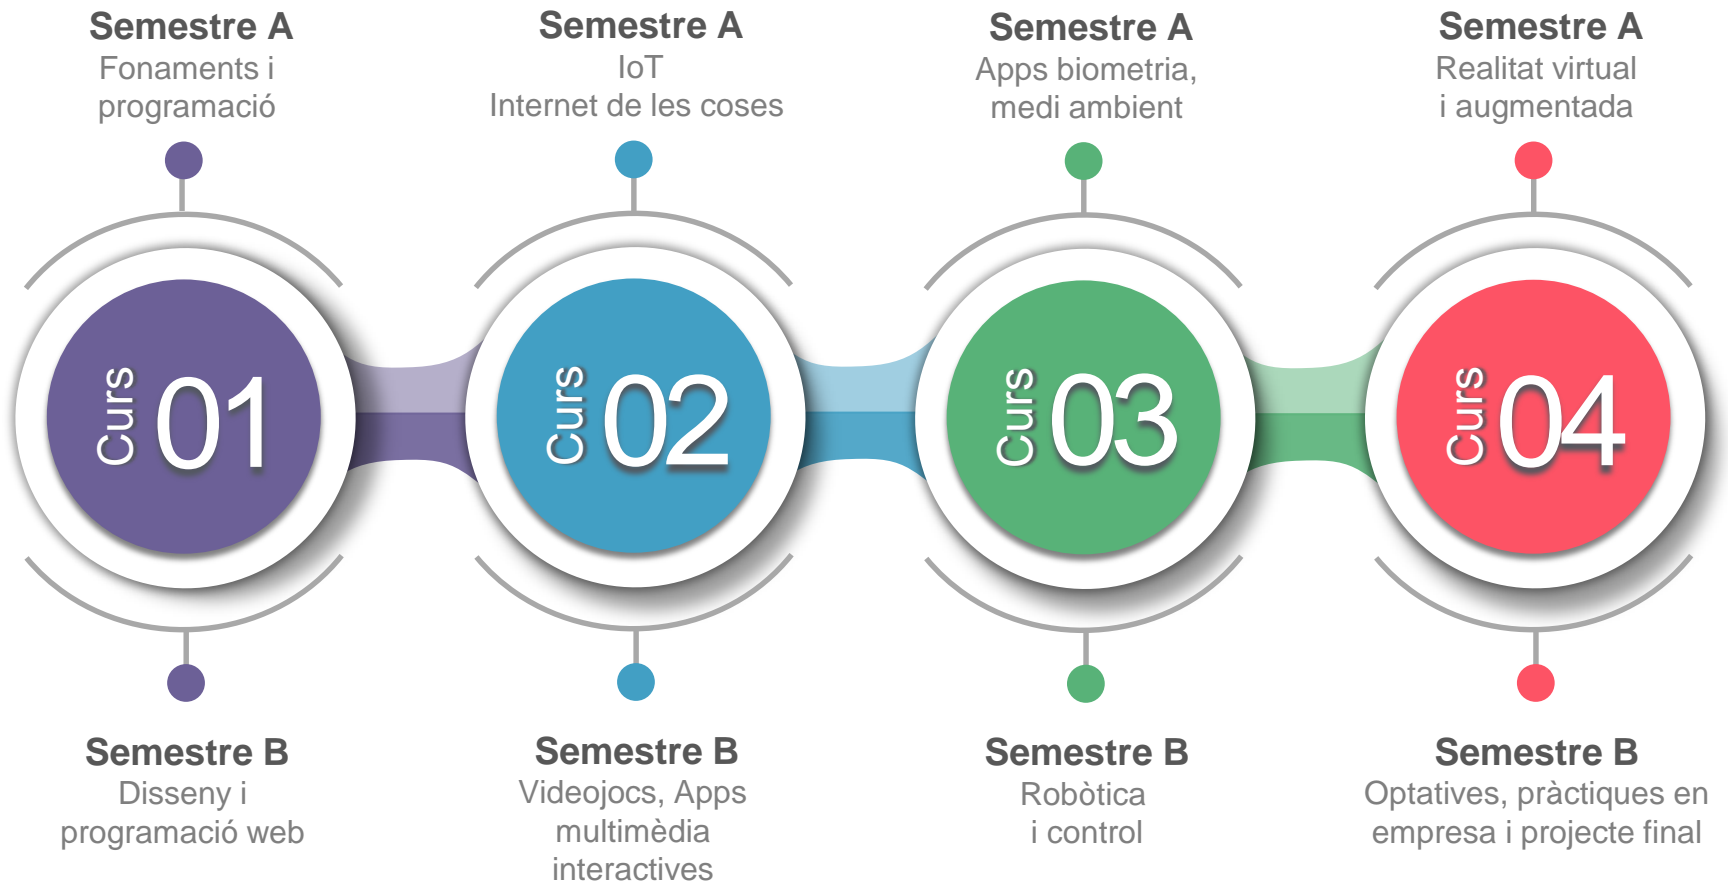 Semestre A
Fonaments i
programació
Semestre A
IoT
Internet de les coses
Semestre A
Apps biometria,
medi ambient
Semestre A
Realitat virtual
i augmentada
Curs 01
Curs 02
Curs 03
Curs 04
Semestre B
Disseny i
programació web
Semestre B
Videojocs, Apps
multimèdia
interactives
Semestre B
Robòtica
i control
Semestre B
Optatives, pràctiques en
empresa i projecte final